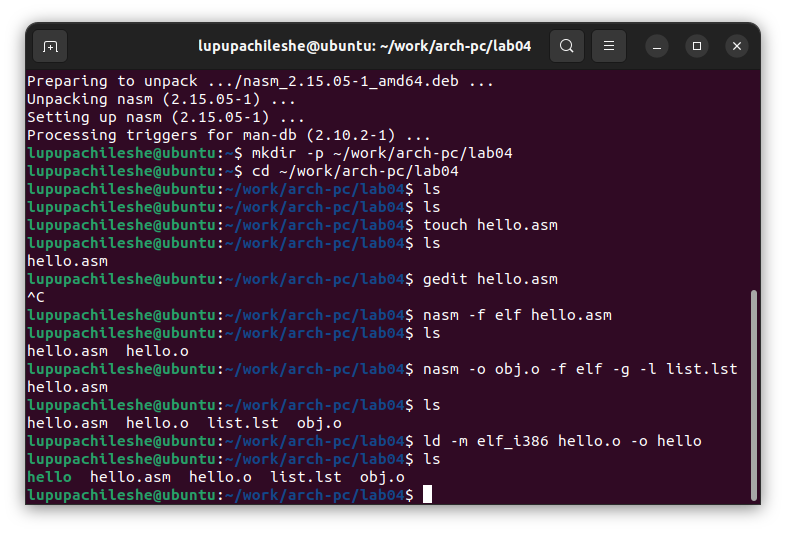 lupupachileshe@ubuntu: ~/work/arch-pc/lab04
Preparing to unpack .../nasm_2.15.05-1_amd64.deb ...
Unpacking nasm (2.15.05-1) ...
Setting up nasm (2.15.05-1) ...
Processing triggers for man-db (2.10.2-1) ...
lupupachileshe@ubuntu:~$ mkdir -p ~/work/arch-pc/lab04
lupupachileshe@ubuntu:~$ cd ~/work/arch-pc/lab04
lupupachileshe@ubuntu:~/work/arch-pc/lab04$ ls
lupupachileshe@ubuntu:~/work/arch-pc/lab04$ ls
lupupachileshe@ubuntu:~/work/arch-pc/lab04$ touch hello.asm
lupupachileshe@ubuntu:~/work/arch-pc/lab04$ ls
hello.asm
lupupachileshe@ubuntu:~/work/arch-pc/lab04$ gedit hello.asm
^C
lupupachileshe@ubuntu:~/work/arch-pc/lab04$ nasm -f elf hello.asm
lupupachileshe@ubuntu:~/work/arch-pc/lab04$ ls
hello.asm  hello.o
lupupachileshe@ubuntu:~/work/arch-pc/lab04$ nasm -o obj.o -f elf -g -l list.lst
hello.asm
lupupachileshe@ubuntu:~/work/arch-pc/lab04$ ls
hello.asm  hello.o  list.lst  obj.o
lupupachileshe@ubuntu:~/work/arch-pc/lab04$ ld -m elf_i386 hello.o -o hello
lupupachileshe@ubuntu:~/work/arch-pc/lab04$ ls
hello  hello.asm  hello.o  list.lst  obj.o
lupupachileshe@ubuntu:~/work/arch-pc/lab04$